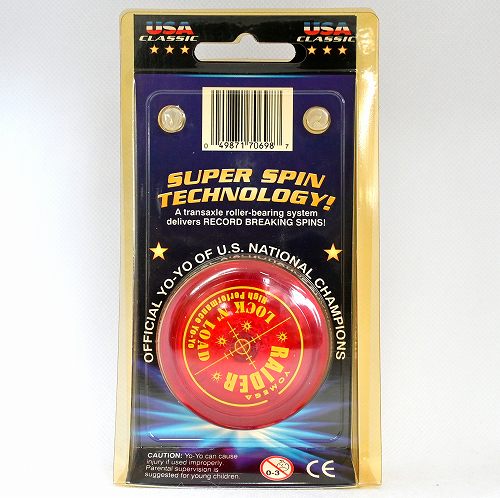 USA
CLASSIC
USA
CLASSIC
0 49871 70698 7
SUPER SPIN
TECHNOLOGY!
A transaxle roller-bearing system
delivers RECORD BREAKING SPINS!
OFFICIAL YO-YO OF U.S. NATIONAL CHAMPIONS
YOMEGA
RAIDER
LOCK 'N' LOAD
High Performance Yo-Yo
CAUTION: Yo-Yo can cause
injury if used improperly.
Parental supervision is
suggested for young children.
0-3
CE